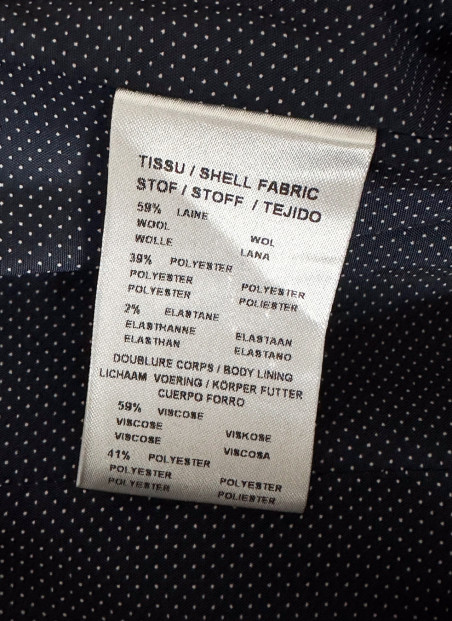 TISSU / SHELL FABRIC
STOF / STOFF / TEJIDO
59% LAINE
WOOL WOL
WOLLE LANA
39% POLYESTER
POLYESTER POLYESTER
POLYESTER POLIESTER
2% ELASTANE
ELASTHANNE ELASTAAN
ELASTHAN ELASTANO
DOUBLURE CORPS / BODY LINING
LICHAAM VOERING / KÖRPER FUTTER
CUERPO FORRO
59% VISCOSE
VISCOSE VISKOSE
VISCOSE VISCOSA
41% POLYESTER
POLYESTER POLYESTER
POLYESTER POLIESTER